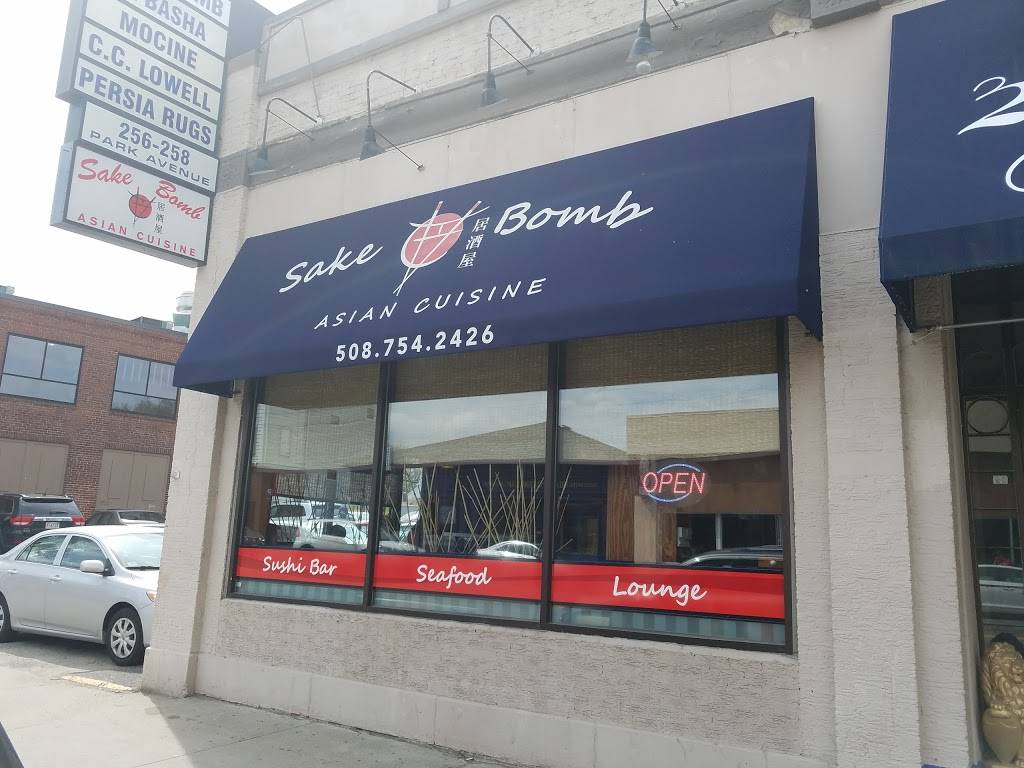 BASHA
MOCINE
C.C. LOWELL
PERSIA RUGS
256-258
PARK AVENUE
Sake Bomb
居酒屋
ASIAN CUISINE
Sake Bomb
居酒屋
ASIAN CUISINE
508.754.2426
OPEN
Sushi Bar
Seafood
Lounge